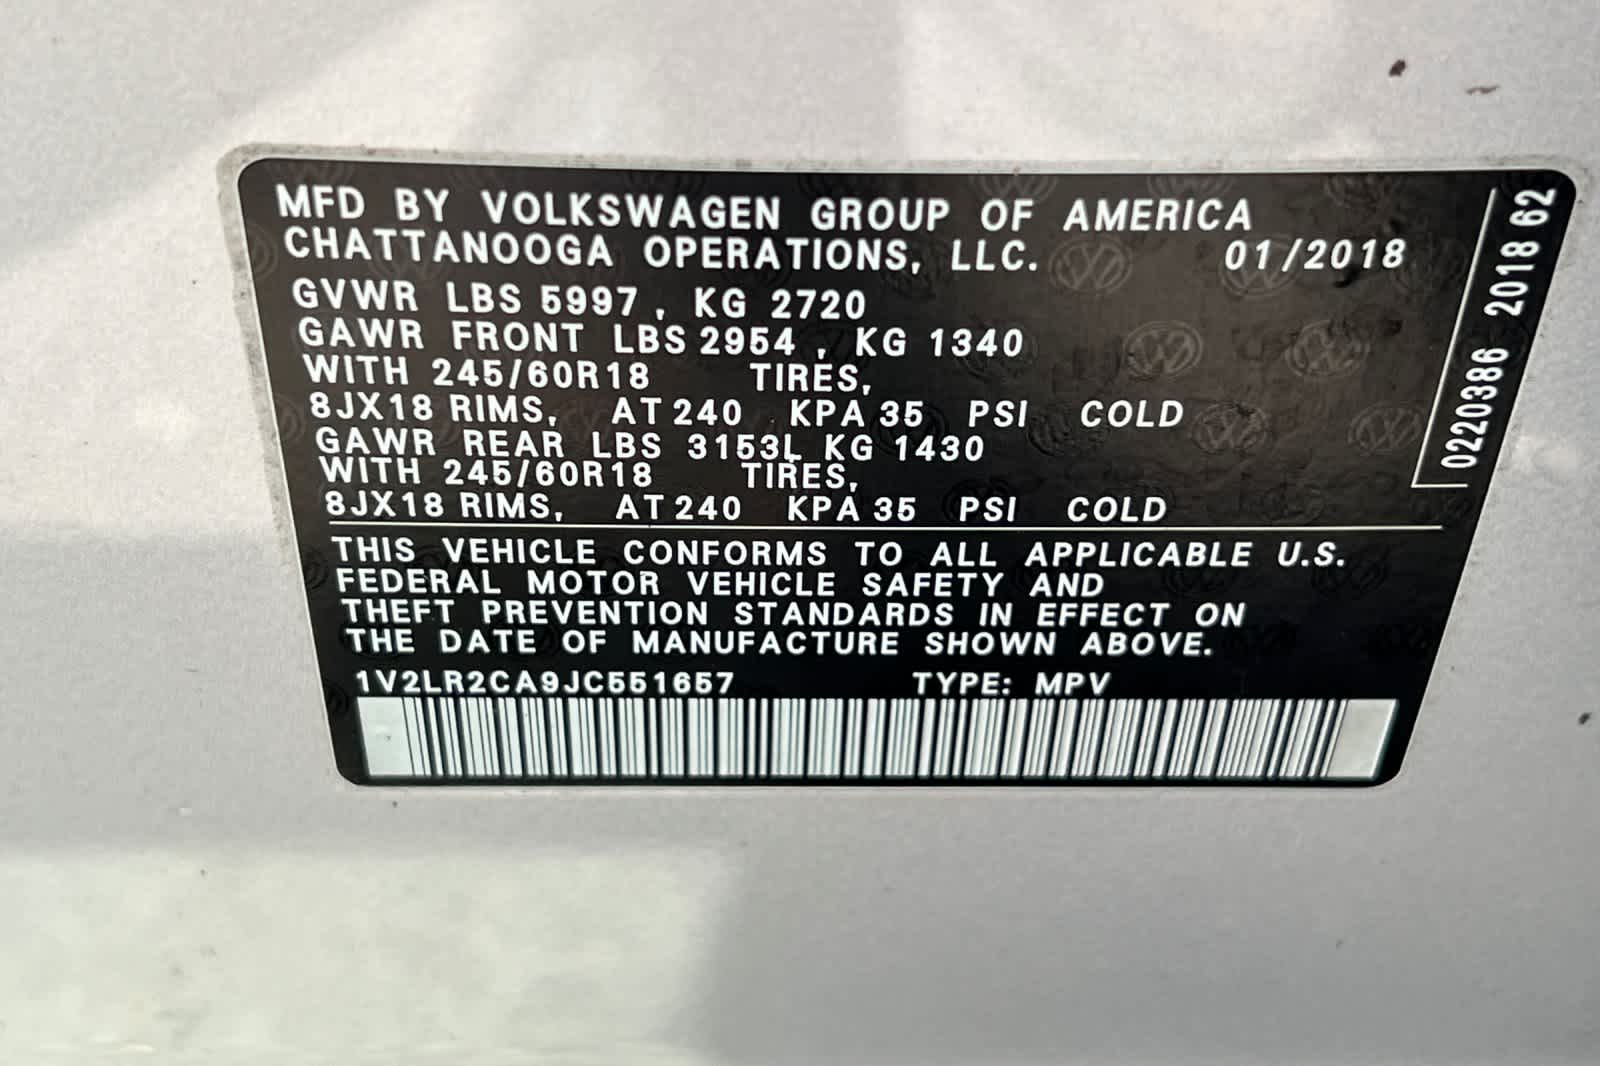 MFD BY VOLKSWAGEN GROUP OF AMERICA
CHATTANOOGA OPERATIONS, LLC. 01/2018
GVWR LBS 5997, KG 2720
GAWR FRONT LBS 2954, KG 1340
WITH 245/60R18 TIRES,
8JX18 RIMS, AT 240 KPA 35 PSI COLD
GAWR REAR LBS 3153L KG 1430
WITH 245/60R18 TIRES,
8JX18 RIMS, AT 240 KPA 35 PSI COLD
THIS VEHICLE CONFORMS TO ALL APPLICABLE U.S.
FEDERAL MOTOR VEHICLE SAFETY AND
THEFT PREVENTION STANDARDS IN EFFECT ON
THE DATE OF MANUFACTURE SHOWN ABOVE.
1V2LR2CA9JC551657 TYPE: MPV
0220386 2018 62